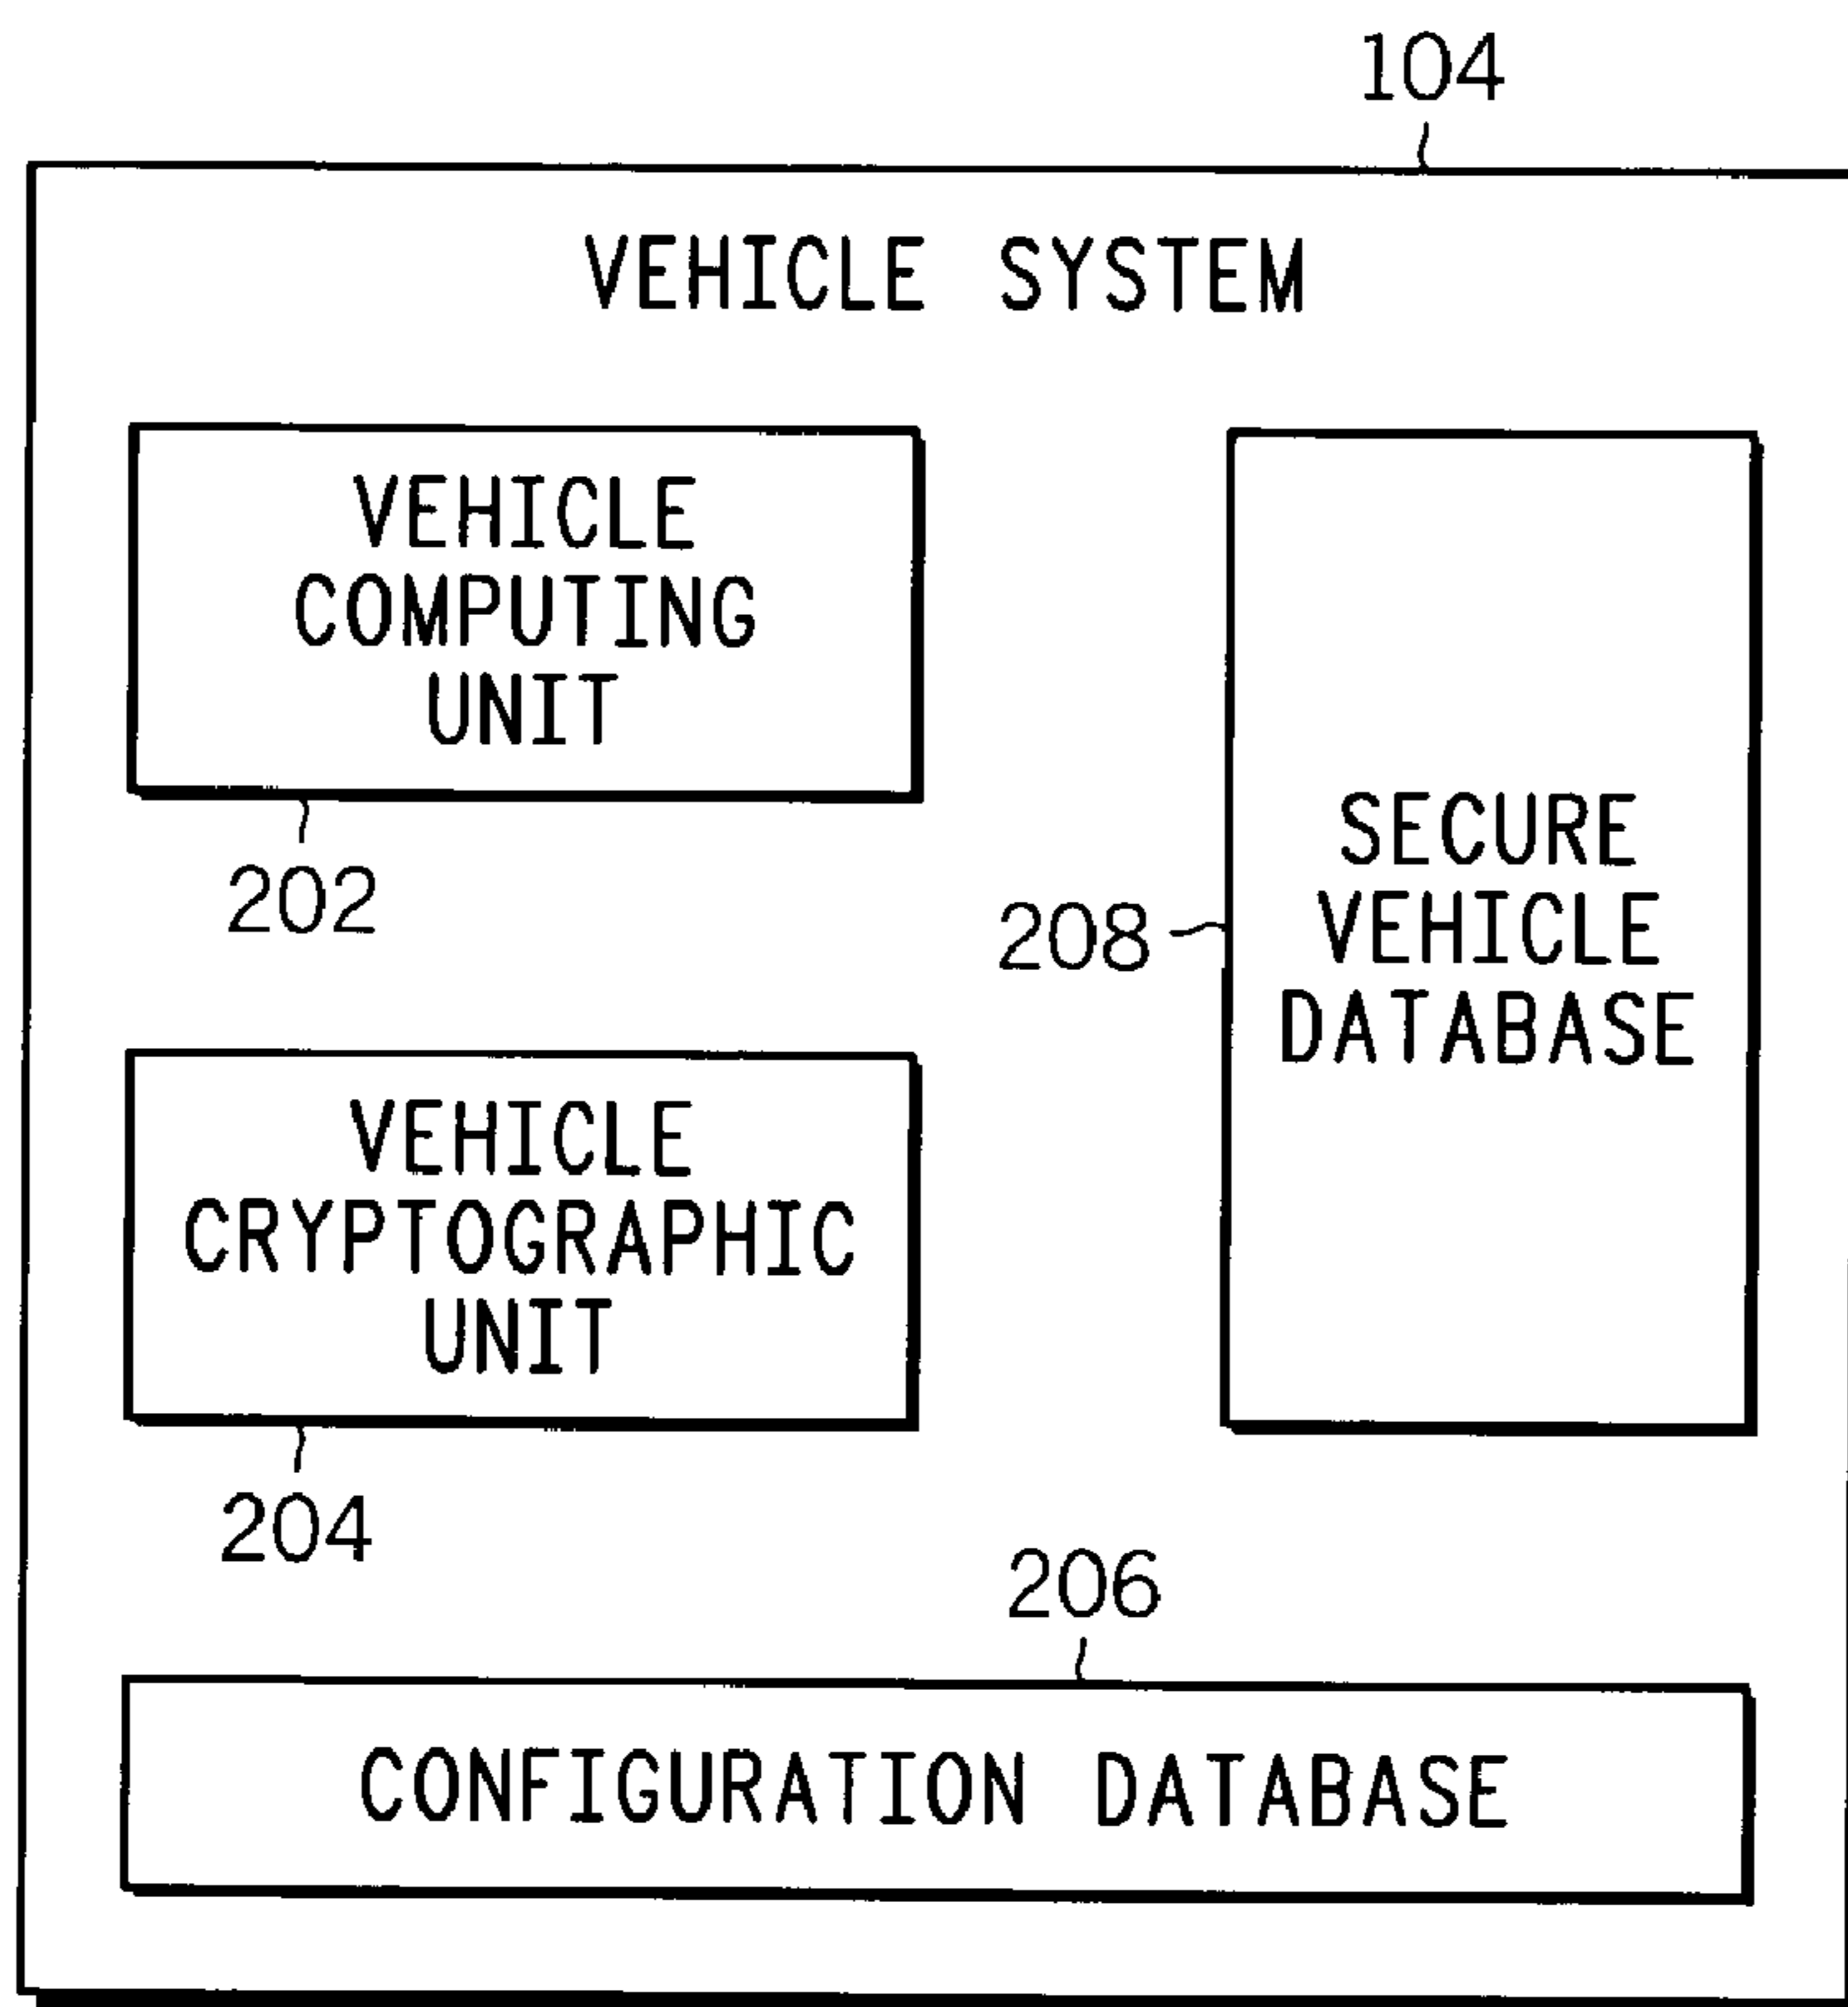 104
VEHICLE SYSTEM
VEHICLE
COMPUTING
UNIT
202
SECURE
VEHICLE
DATABASE
208
VEHICLE
CRYPTOGRAPHIC
UNIT
204
206
CONFIGURATION DATABASE